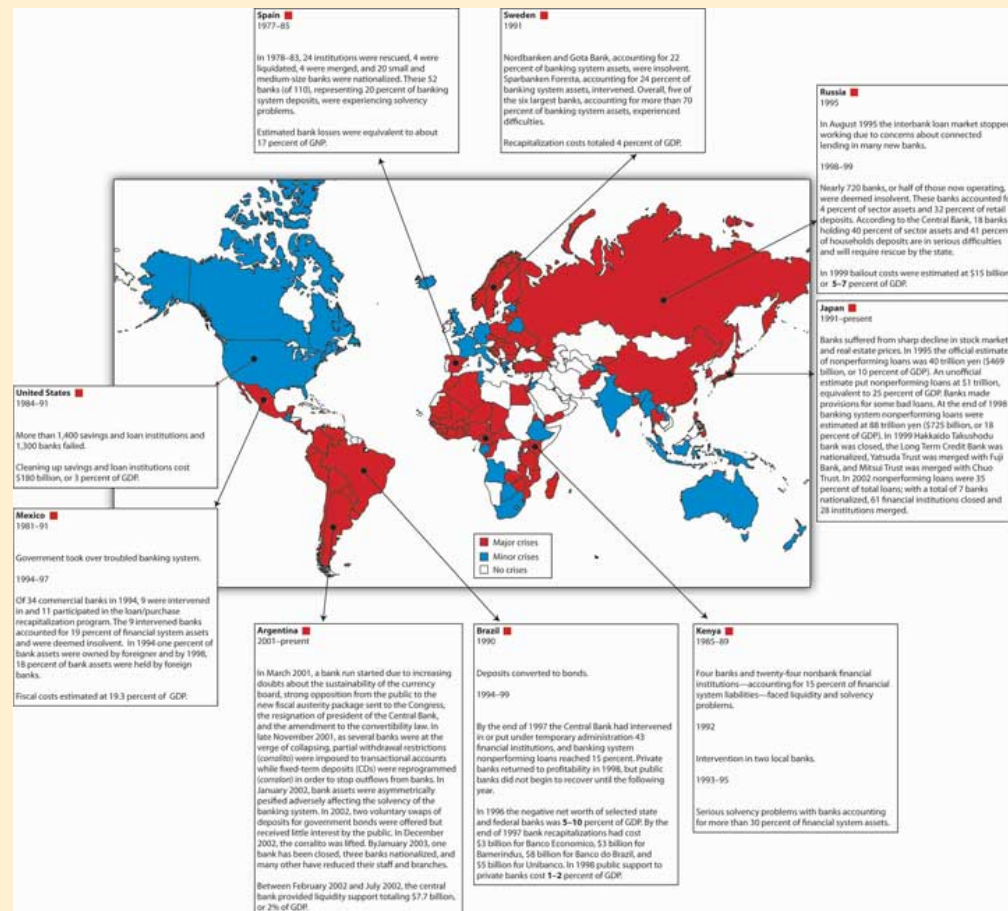 Spain
1977–85
In 1978–83, 24 institutions were rescued, 4 were
liquidated, 4 were merged, and 20 small and
medium-size banks were nationalized. These 52
banks (of 110), representing 20 percent of banking
system deposits, were experiencing solvency
problems.
Estimated bank losses were equivalent to about
17 percent of GNP.
Sweden
1991
Nordbanken and Gota Bank, accounting for 22
percent of banking system assets, were insolvent.
Sparbanken Foresta, accounting for 24 percent of
banking system assets, intervened. Overall, five of
the six largest banks, accounting for more than 70
percent of banking system assets, experienced
difficulties.
Recapitalization costs totaled 4 percent of GDP.
Russia
1995
In August 1995 the interbank loan market stopped
working due to concerns about connected
lending in many new banks.
1998–99
Nearly 720 banks, or half of those now operating,
were deemed insolvent. These banks accounted for
4 percent of sector assets and 32 percent of retail
deposits. According to the Central Bank, 18 banks
holding 40 percent of sector assets and 41 percent
of households deposits are in serious difficulties
and will require rescue by the state.
In 1999 bailout costs were estimated at $15 billion,
or 5–7 percent of GDP.
Japan
1991–present
Banks suffered from sharp decline in stock market
and real estate prices. In 1995 the official estimate
of nonperforming loans was 40 trillion yen ($469
billion, or 10 percent of GDP). An unofficial
estimate put nonperforming loans at $1 trillion,
equivalent to 25 percent of GDP. Banks made
provisions for some bad loans. At the end of 1998
banking system nonperforming loans were
estimated at 88 trillion yen ($725 billion, or 18
percent of GDP). In 1999 Hakkaido Takushodu
bank was closed, the Long Term Credit Bank was
nationalized, Yatsuda Trust was merged with Fuji
Bank, and Mitsui Trust was merged with Chuo
Trust. In 2002 nonperforming loans were 35
percent of total loans; with a total of 7 banks
nationalized, 61 financial institutions closed and
28 institutions merged.
United States
1984–91
More than 1,400 savings and loan institutions and
1,300 banks failed.
Cleaning up savings and loan institutions cost
$180 billion, or 3 percent of GDP.
Mexico
1981–91
Government took over troubled banking system.
1994–97
Of 34 commercial banks in 1994, 9 were intervened
in and 11 participated in the loan/purchase
recapitalization program. The 9 intervened banks
accounted for 19 percent of financial system assets
and were deemed insolvent. In 1994 one percent of
bank assets were owned by foreigner and by 1998,
18 percent of bank assets were held by foreign
banks.
Fiscal costs estimated at 19.3 percent of GDP.
Major crises
Minor crises
No crises
Argentina
2001–present
In March 2001, a bank run started due to increasing
doubts about the sustainability of the currency
board, strong opposition from the public to the
new fiscal austerity package sent to the Congress,
the resignation of president of the Central Bank,
and the amendment to the convertibility law. In
late November 2001, as several banks were at the
verge of collapsing, partial withdrawal restrictions
(corralito) were imposed to transactional accounts
while fixed-term deposits (CDs) were reprogrammed
(corralon) in order to stop outflows from banks. In
January 2002, bank assets were asymmetrically
pesified adversely affecting the solvency of the
banking system. In 2002, two voluntary swaps of
deposits for government bonds were offered but
received little interest by the public. In December
2002, the corralito was lifted. ByJanuary 2003, one
bank has been closed, three banks nationalized, and
many other have reduced their staff and branches.
Between February 2002 and July 2002, the central
bank provided liquidity support totaling $7.7 billion,
or 2% of GDP.
Brazil
1990
Deposits converted to bonds.
1994–99
By the end of 1997 the Central Bank had intervened
in or put under temporary administration 43
financial institutions, and banking system
nonperforming loans reached 15 percent. Private
banks returned to profitability in 1998, but public
banks did not begin to recover until the following
year.
In 1996 the negative net worth of selected state
and federal banks was 5–10 percent of GDP. By the
end of 1997 bank recapitalizations had cost
$3 billion for Banco Economico, $3 billion for
Bamerindus, $8 billion for Banco do Brazil, and
$5 billion for Unibanco. In 1998 public support to
private banks cost 1–2 percent of GDP.
Kenya
1985–89
Four banks and twenty-four nonbank financial
institutions—accounting for 15 percent of financial
system liabilities—faced liquidity and solvency
problems.
1992
Intervention in two local banks.
1993–95
Serious solvency problems with banks accounting
for more than 30 percent of financial system assets.